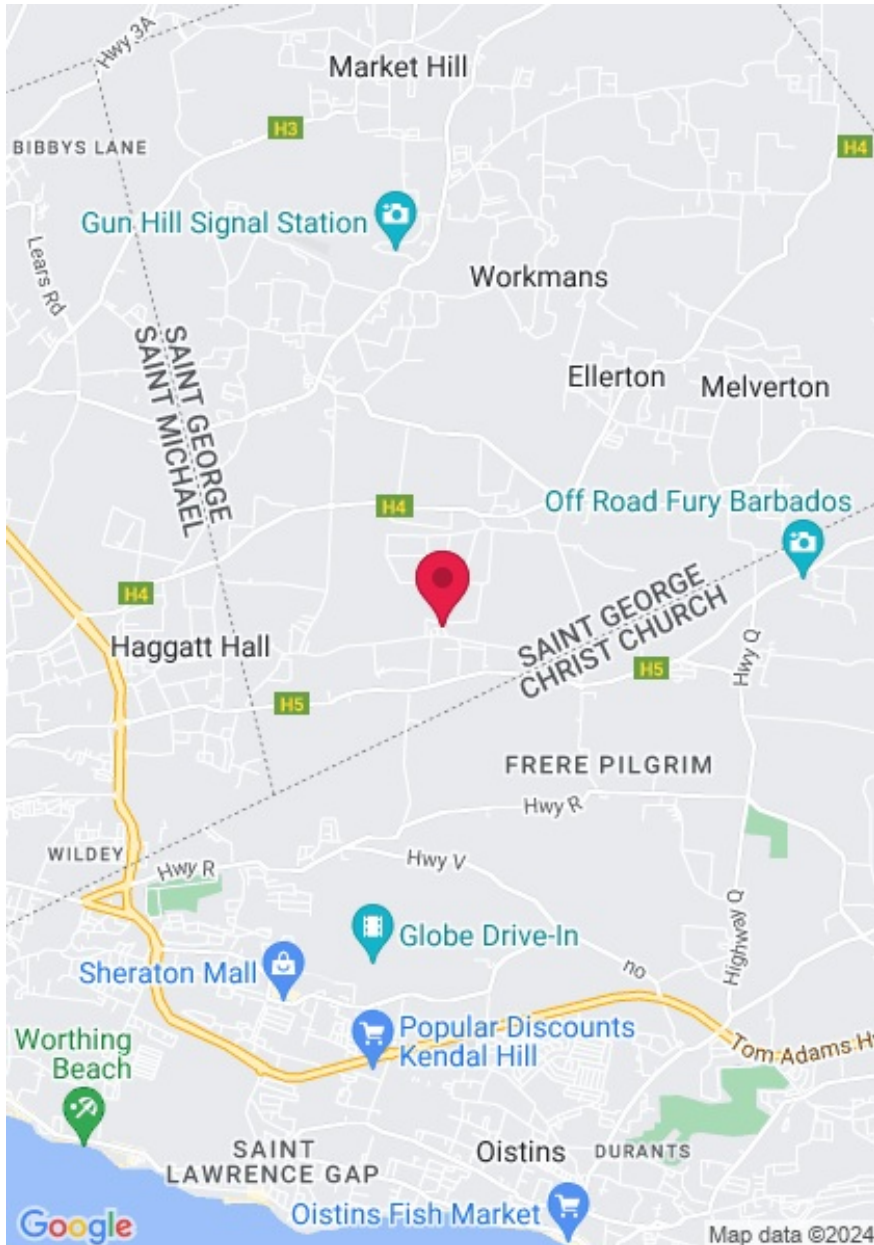 Hwy 3A
Market Hill
H3
BIBBYS LANE
H4
Gun Hill Signal Station
Lears Rd
Workmans
SAINT GEORGE
SAINT MICHAEL
Ellerton
Melverton
H4
Off Road Fury Barbados
H4
SAINT GEORGE
CHRIST CHURCH
Haggatt Hall
H5
Hwy Q
H5
FRERE PILGRIM
Hwy R
WILDEY
Hwy R
Hwy V
Highway Q
Globe Drive-In
no
Sheraton Mall
Popular Discounts
Kendal Hill
Worthing
Beach
Tom Adams H
SAINT
LAWRENCE GAP
Oistins
DURANTS
Oistins Fish Market
Google
Map data ©2024